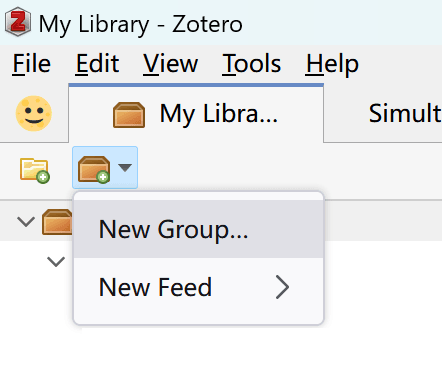 My Library - Zotero
File Edit View Tools Help
My Libra... Simult
New Group...
New Feed